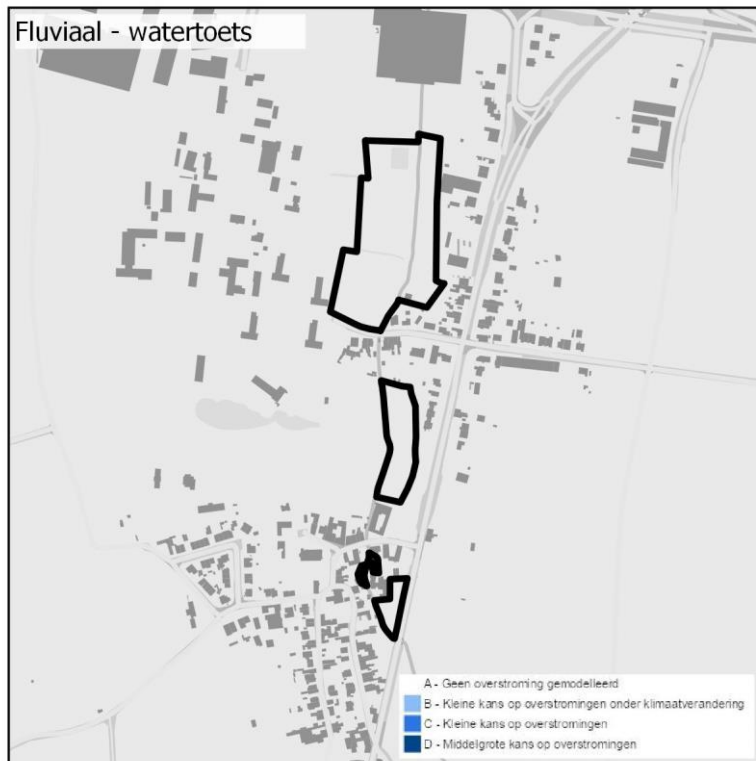 Fluviaal - watertoets
A - Geen overstroming gemodelleerd
B - Kleine kans op overstromingen onder klimaatverandering
C - Kleine kans op overstromingen
D - Middelgrote kans op overstromingen